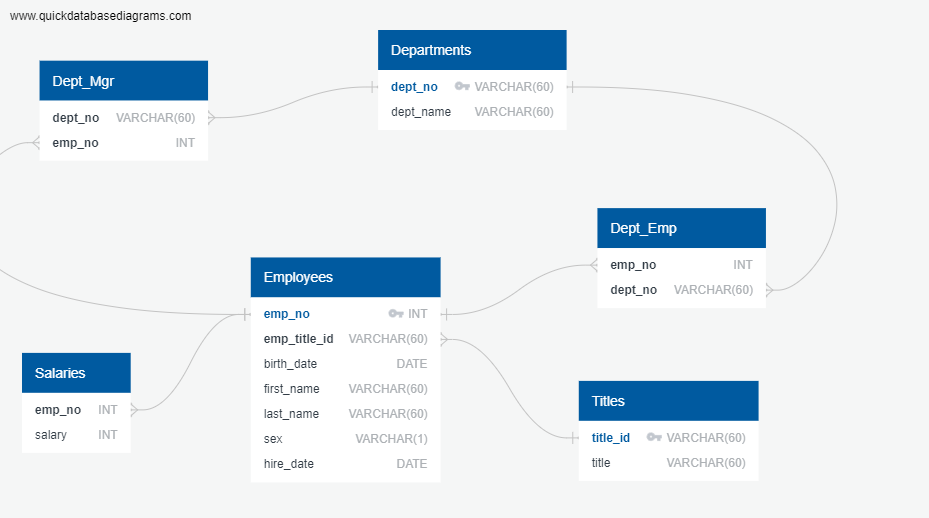 www.quickdatabasediagrams.com
Departments
dept_no VARCHAR(60)
dept_name VARCHAR(60)
Dept_Mgr
dept_no VARCHAR(60)
emp_no INT
Dept_Emp
emp_no INT
dept_no VARCHAR(60)
Employees
emp_no INT
emp_title_id VARCHAR(60)
birth_date DATE
first_name VARCHAR(60)
last_name VARCHAR(60)
sex VARCHAR(1)
hire_date DATE
Salaries
emp_no INT
salary INT
Titles
title_id VARCHAR(60)
title VARCHAR(60)